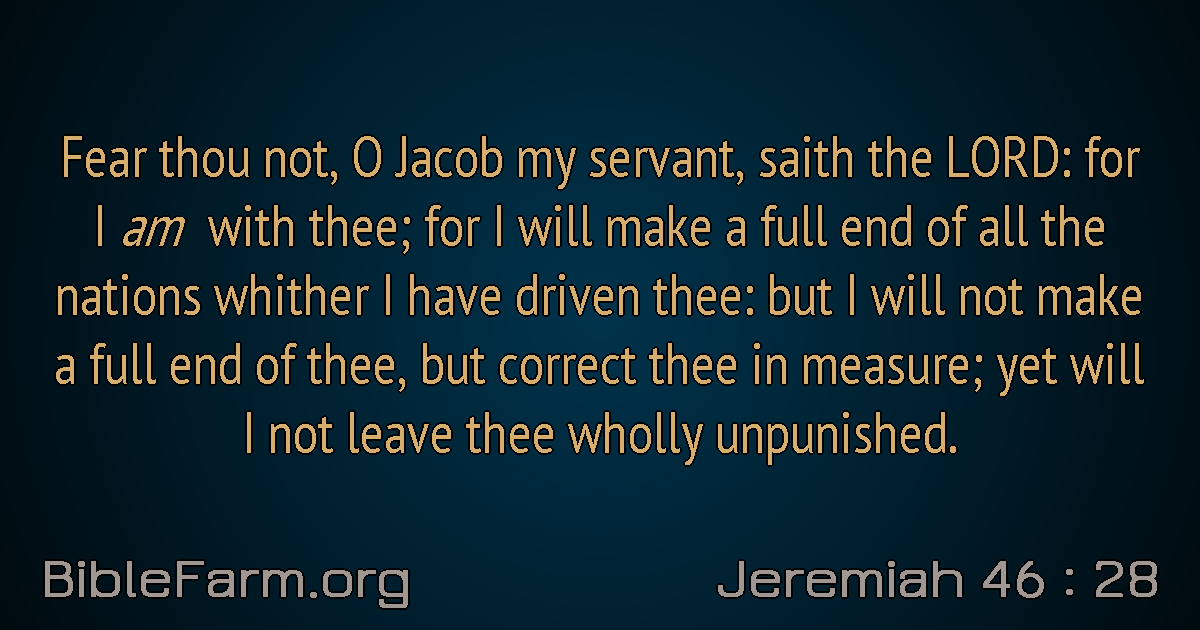 Fear thou not, O Jacob my servant, saith the LORD: for
I am with thee; for I will make a full end of all the
nations whither I have driven thee: but I will not make
a full end of thee, but correct thee in measure; yet will
I not leave thee wholly unpunished.
BibleFarm.org
Jeremiah 46 : 28